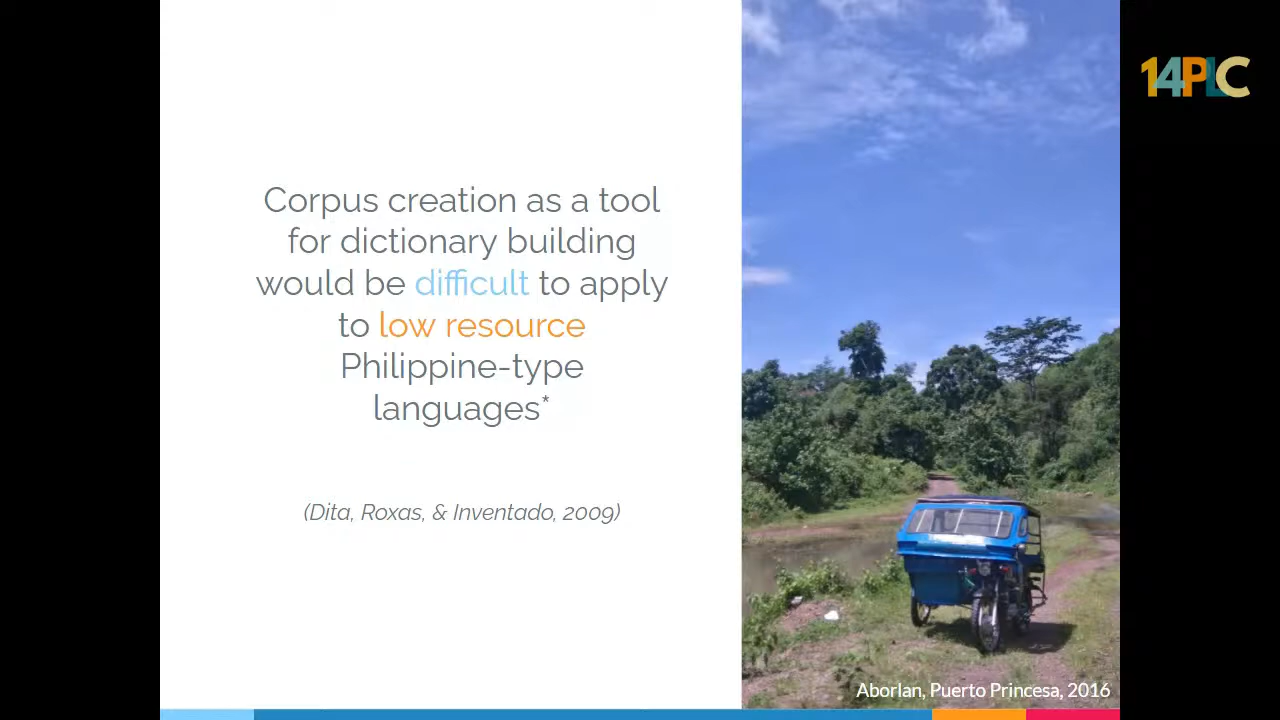 14PLC
Corpus creation as a tool
for dictionary building
would be difficult to apply
to low resource
Philippine-type
languages*
(Dita, Roxas, & Inventado, 2009)
Aborlan, Puerto Princesa, 2016